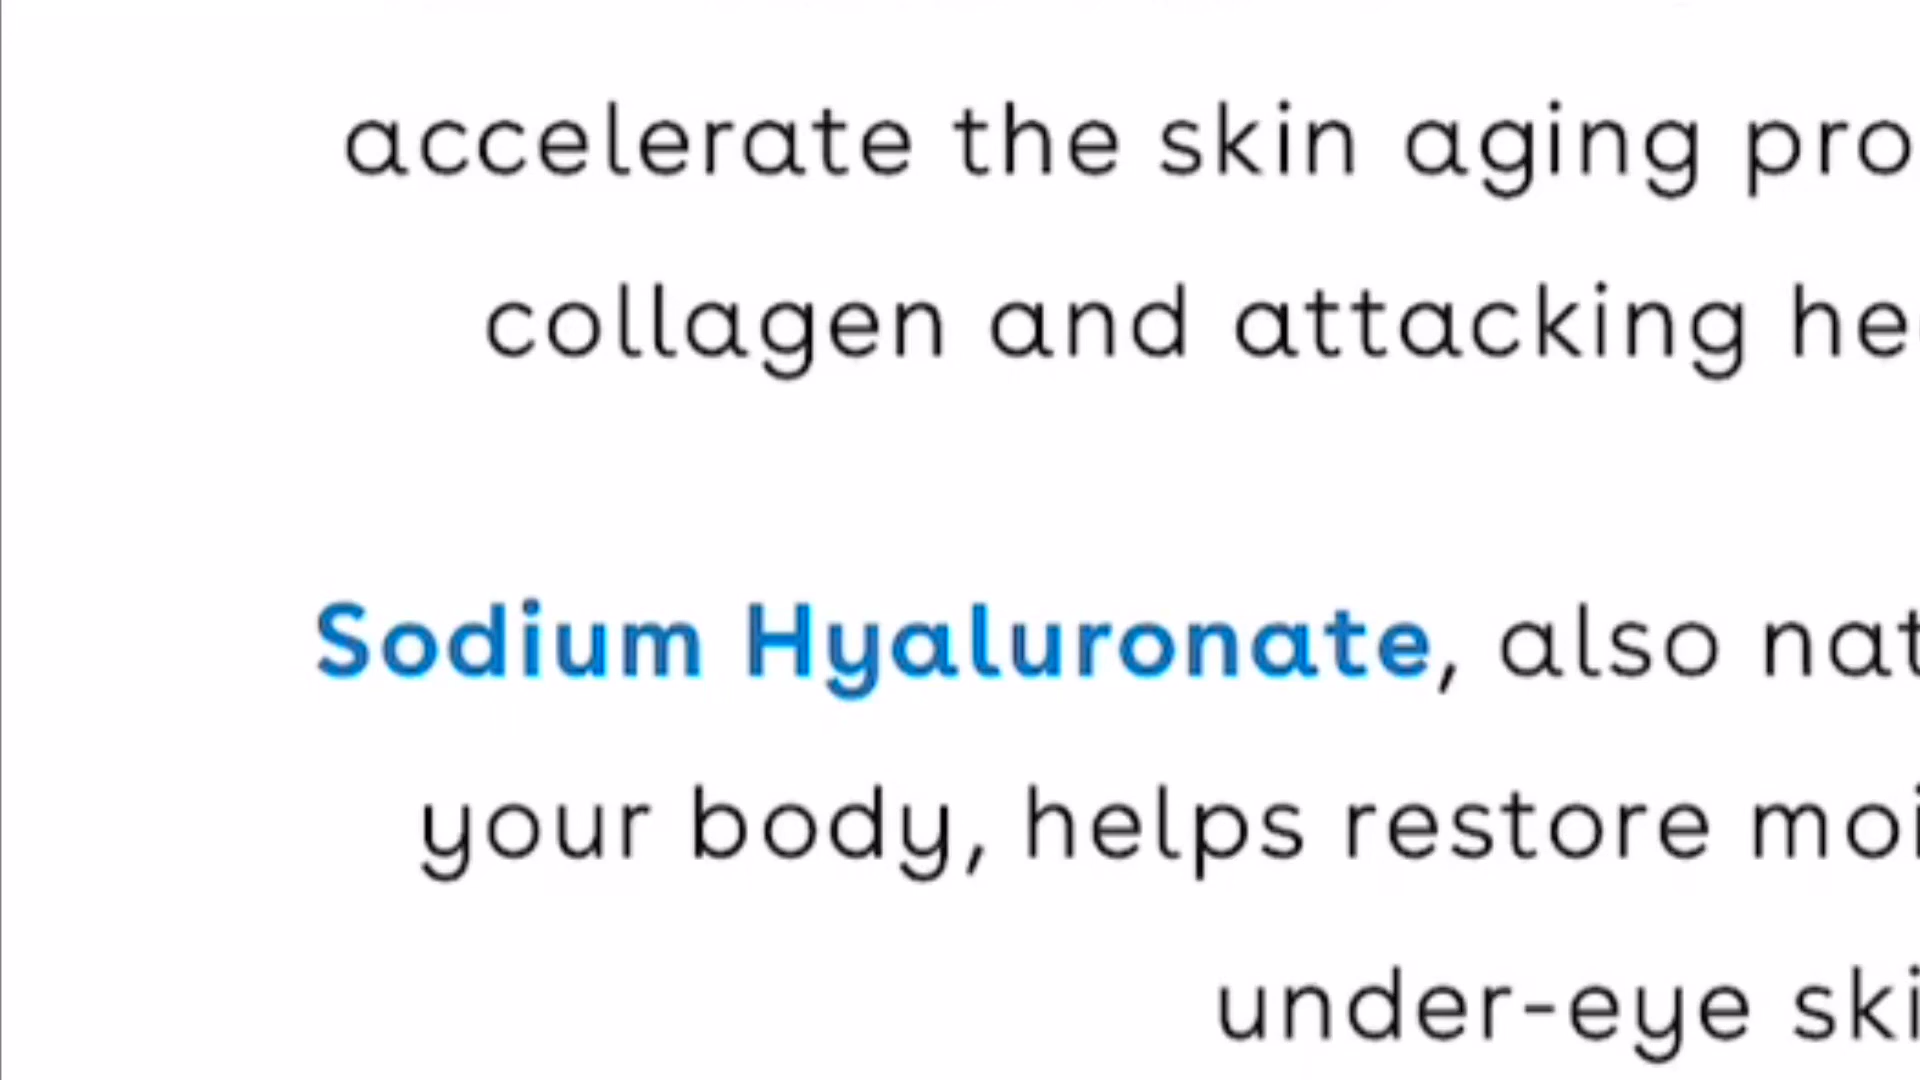 accelerate the skin aging pro
collagen and attacking he
Sodium Hyaluronate, also nat
your body, helps restore moi
under-eye ski